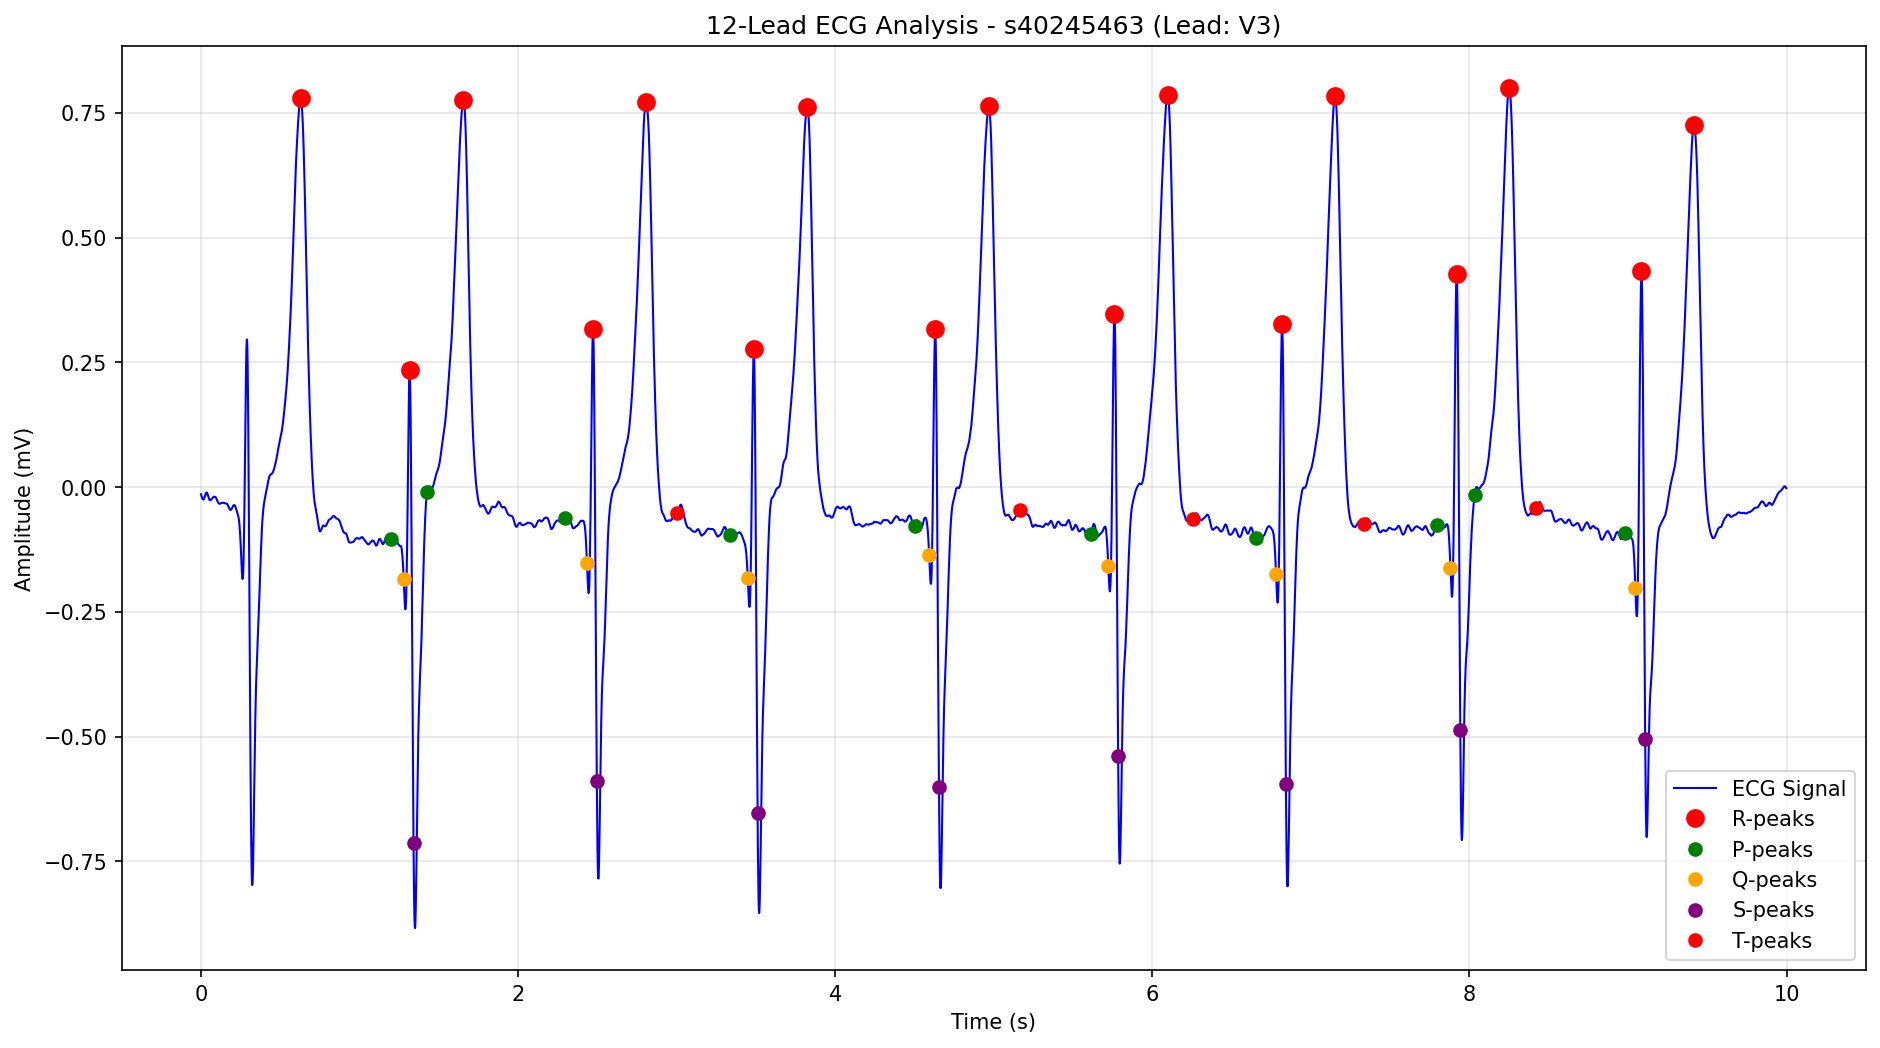 12-Lead ECG Analysis - s40245463 (Lead: V3)
Amplitude (mV)
0.75
0.50
0.25
0.00
−0.25
−0.50
−0.75
ECG Signal
R-peaks
P-peaks
Q-peaks
S-peaks
T-peaks
0 2 4 6 8 10
Time (s)